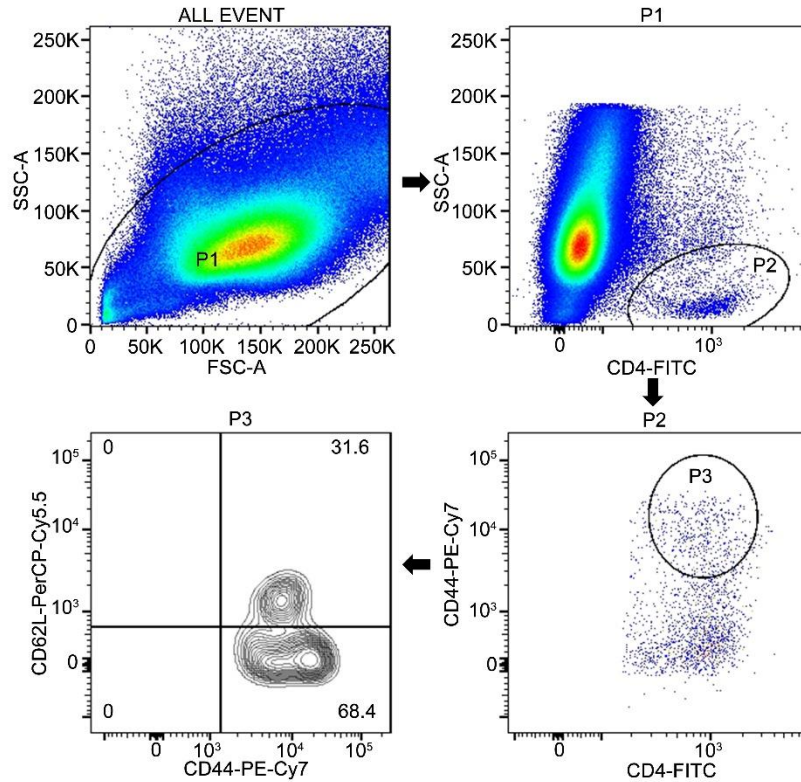 ALL EVENT
250K
200K
150K
100K
50K
0
SSC-A
P1
0 50K 100K 150K 200K 250K
FSC-A
P1
250K
200K
150K
100K
50K
0
SSC-A
P2
0 10³
CD4-FITC
P3
0 31.6
10⁵
10⁴
10³
0
CD62L-PerCP-Cy5.5
0 68.4
0 10³ 10⁴ 10⁵
CD44-PE-Cy7
P2
10⁵
10⁴
10³
0
CD44-PE-Cy7
P3
0 10³
CD4-FITC